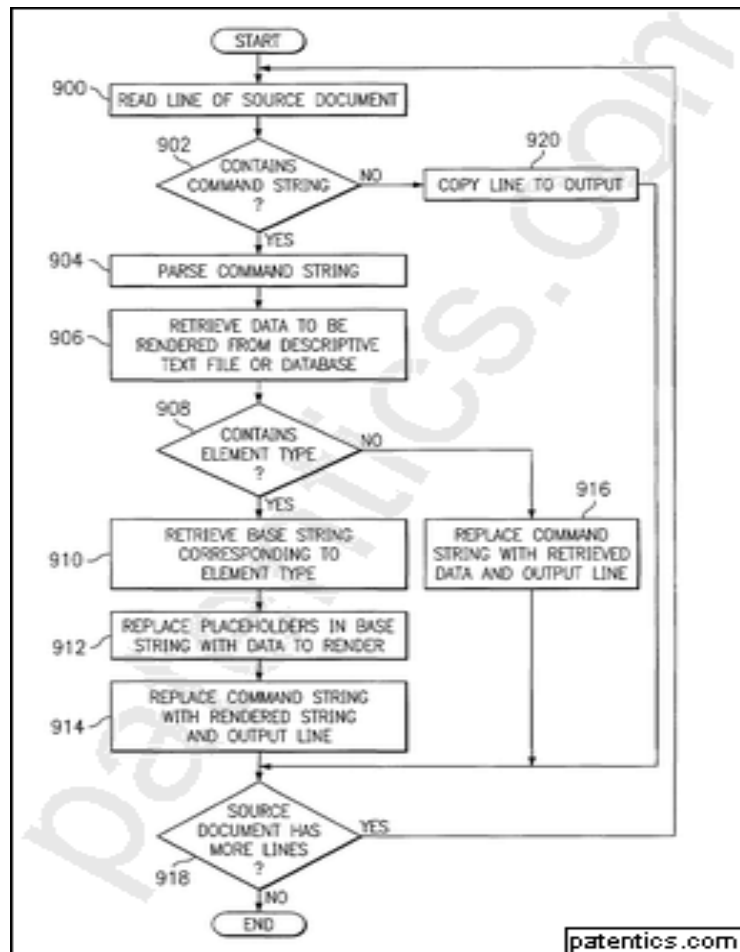 START
900
READ LINE OF SOURCE DOCUMENT
902
CONTAINS
COMMAND STRING
?
NO
920
COPY LINE TO OUTPUT
YES
904
PARSE COMMAND STRING
906
RETRIEVE DATA TO BE
RENDERED FROM DESCRIPTIVE
TEXT FILE OR DATABASE
908
CONTAINS
ELEMENT TYPE
?
NO
YES
910
RETRIEVE BASE STRING
CORRESPONDING TO
ELEMENT TYPE
916
REPLACE COMMAND
STRING WITH RETRIEVED
DATA AND OUTPUT LINE
912
REPLACE PLACEHOLDERS IN BASE
STRING WITH DATA TO RENDER
914
REPLACE COMMAND STRING
WITH RENDERED STRING
AND OUTPUT LINE
SOURCE
DOCUMENT HAS
MORE LINES
?
YES
918
NO
END
patentics.com
patentics.com